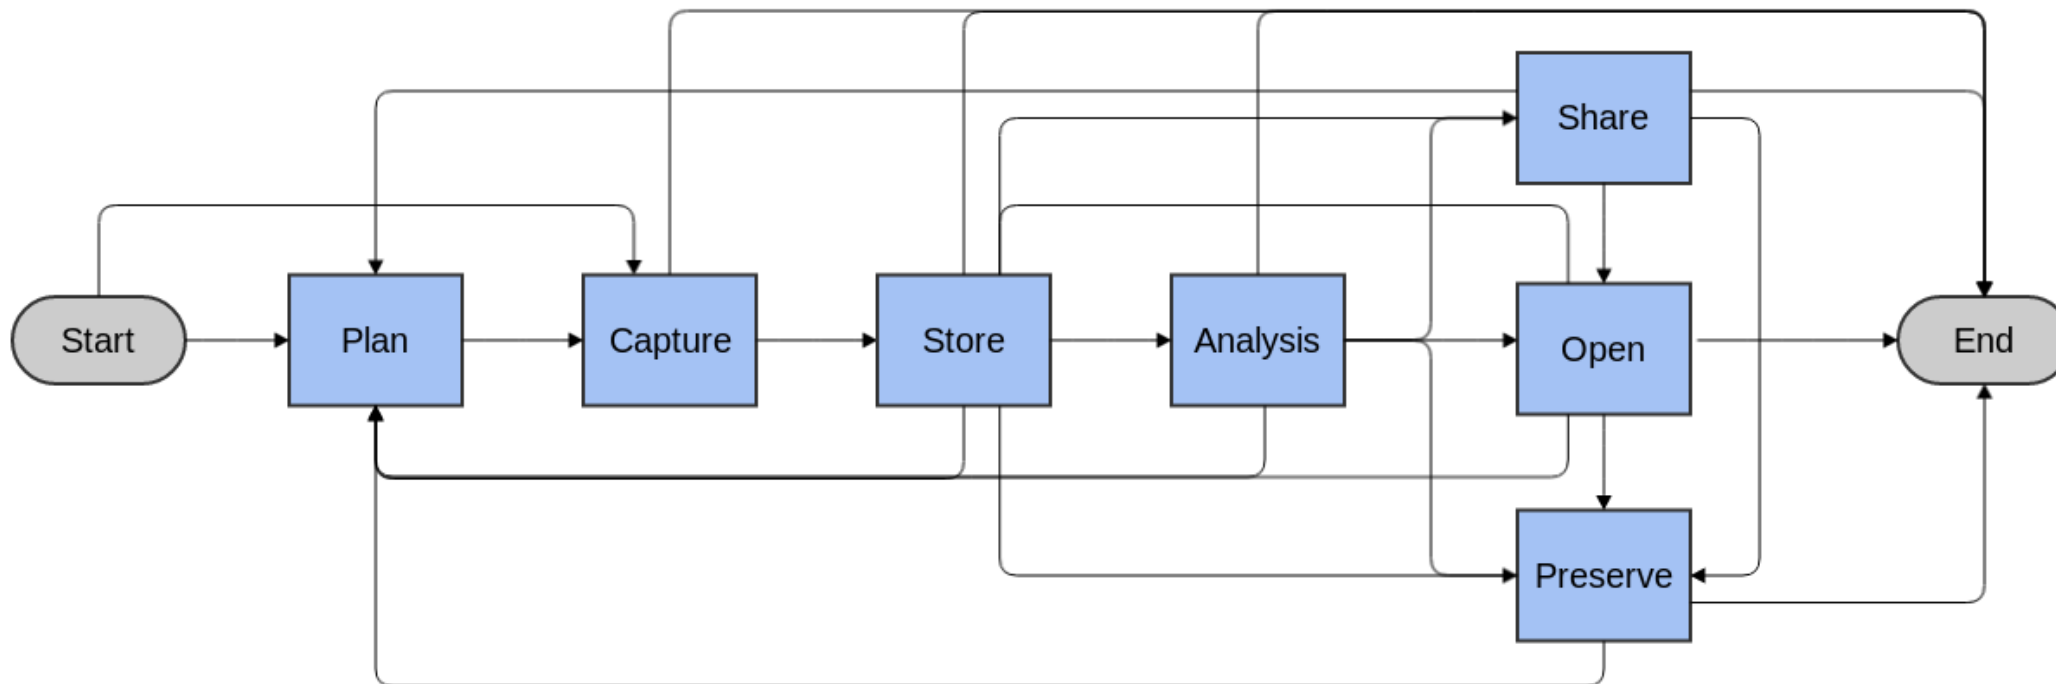 Share
Start
Plan
Capture
Store
Analysis
Open
End
Preserve